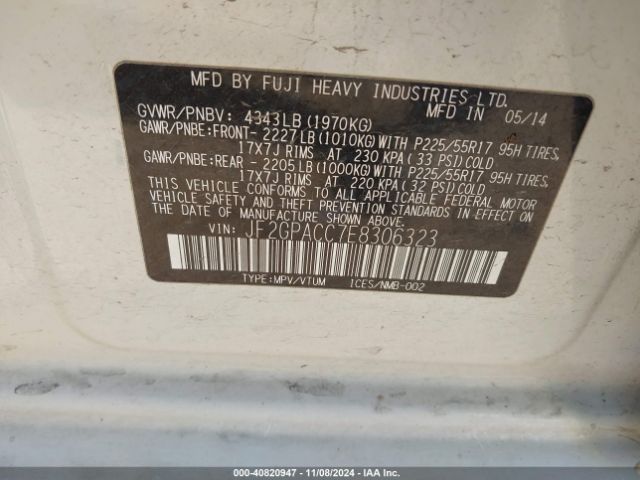 MFD BY FUJI HEAVY INDUSTRIES LTD.
GVWR/PNBV: 4343LB(1970KG) MFD IN 05/14
GAWR/PNBE:FRONT- 2227LB(1010KG)WITH P225/55R17 95H TIRES,
17X7J RIMS AT 230 KPA(33 PSI)COLD
GAWR/PNBE:REAR - 2205LB(1000KG)WITH P225/55R17 95H TIRES,
17X7J RIMS AT 220 KPA(32 PSI)COLD
THIS VEHICLE CONFORMS TO ALL APPLICABLE FEDERAL MOTOR
VEHICLE SAFETY AND THEFT PREVENTION STANDARDS IN EFFECT ON
THE DATE OF MANUFACTURE SHOWN ABOVE.
VIN: JF2GPACC7E8306323
TYPE:MPV/VTUM ICES/NMB-002
000-40820947 - 11/08/2024 - IAA Inc.